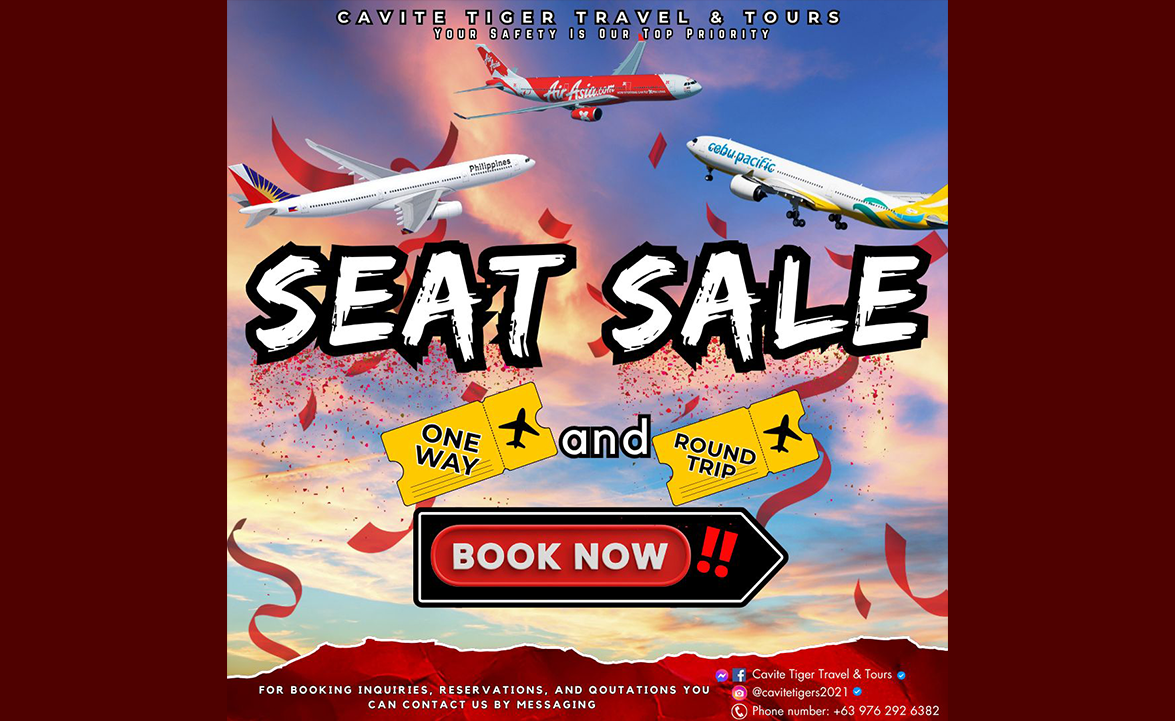 CAVITE TIGER TRAVEL & TOURS
Your Safety Is Our Top Priority
AirAsia.com
Philippines
cebu pacific
SEAT SALE
ONE
WAY
and
ROUND
TRIP
BOOK NOW !!
FOR BOOKING INQUIRIES, RESERVATIONS, AND QOUTATIONS YOU
CAN CONTACT US BY MESSAGING
Cavite Tiger Travel & Tours
@cavitetigers2021
Phone number: +63 976 292 6382